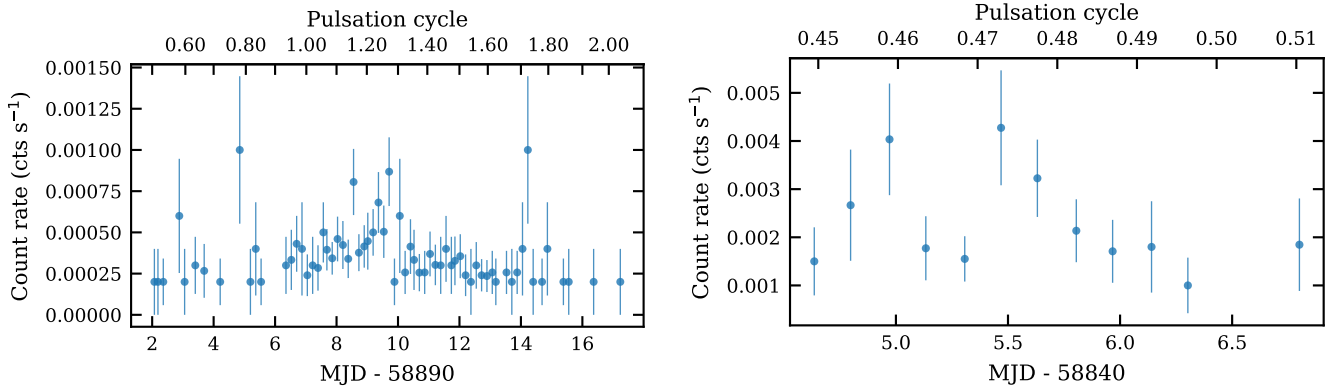 Pulsation cycle
0.60 0.80 1.00 1.20 1.40 1.60 1.80 2.00
0.00150
0.00125
0.00100
0.00075
0.00050
0.00025
0.00000
Count rate (cts s⁻¹)
2 4 6 8 10 12 14 16
MJD - 58890
Pulsation cycle
0.45 0.46 0.47 0.48 0.49 0.50 0.51
0.005
0.004
0.003
0.002
0.001
Count rate (cts s⁻¹)
5.0 5.5 6.0 6.5
MJD - 58840